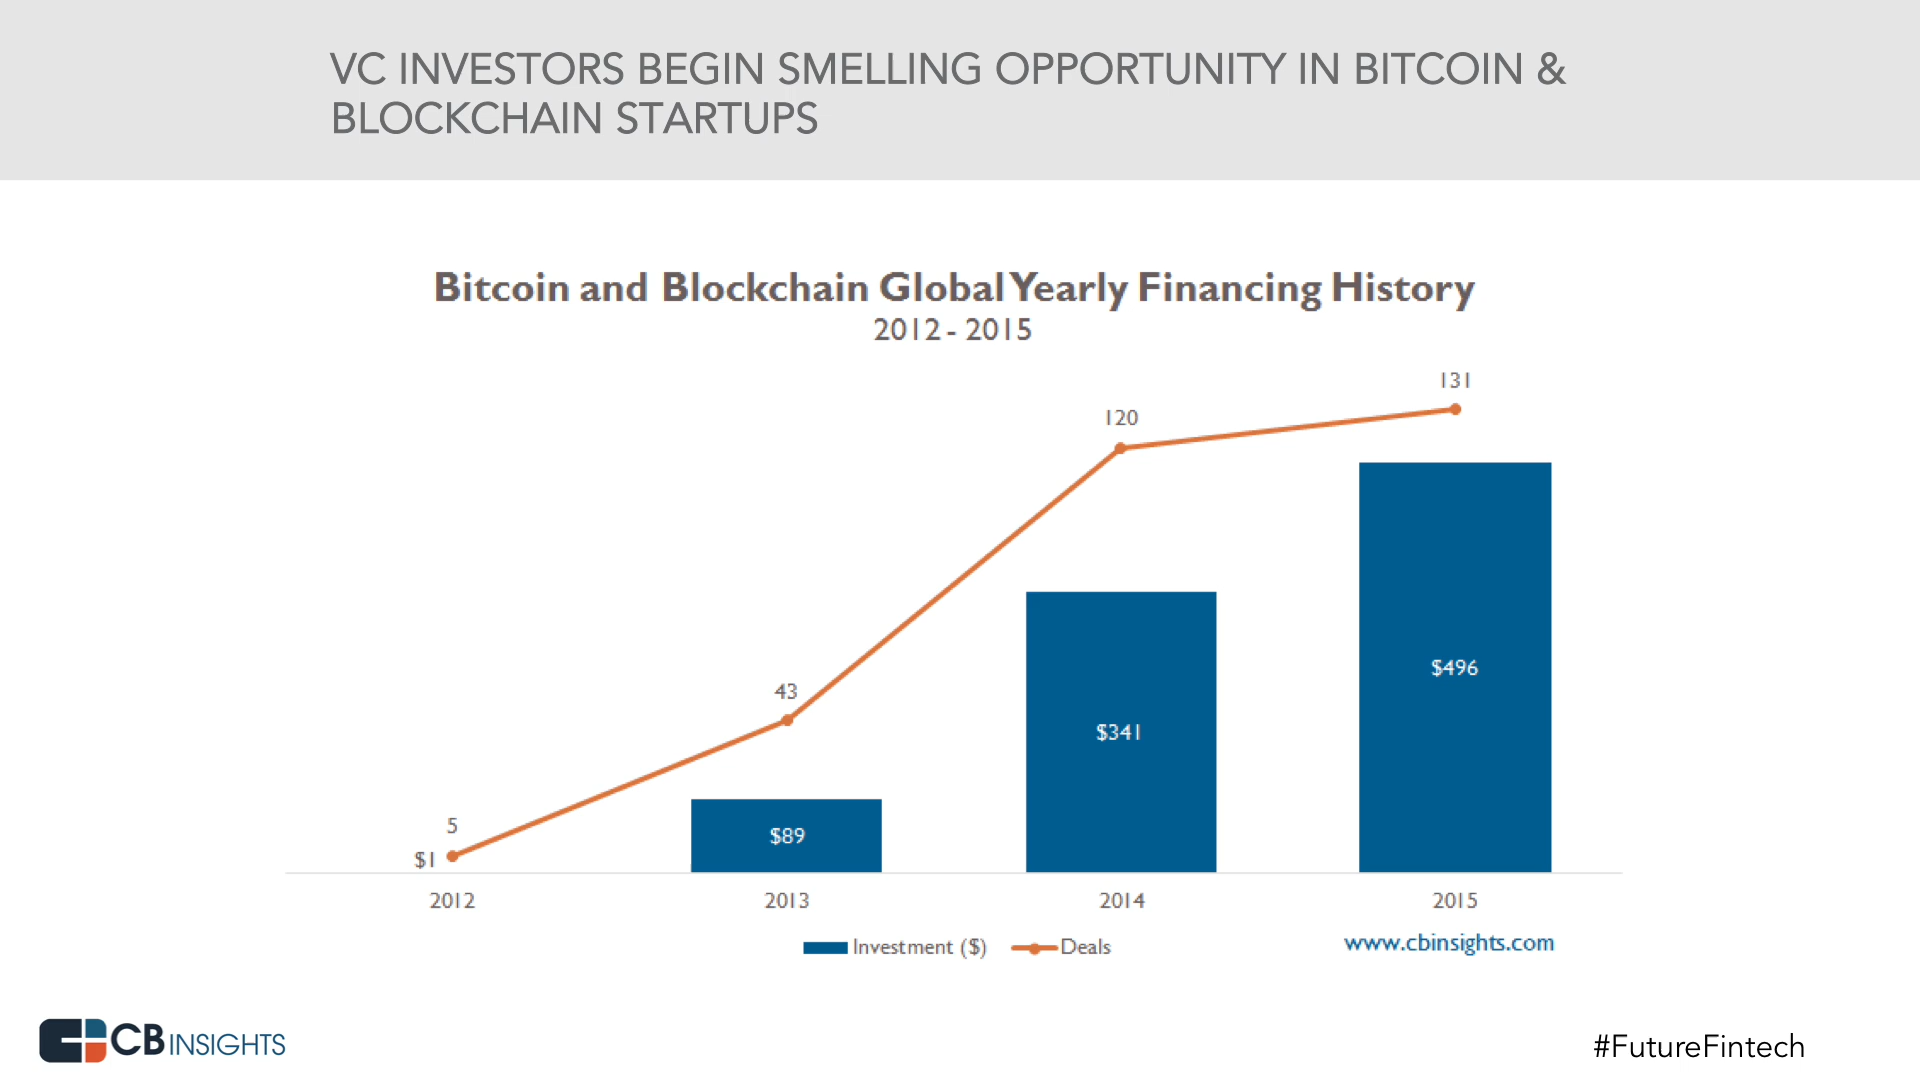 VC INVESTORS BEGIN SMELLING OPPORTUNITY IN BITCOIN &
BLOCKCHAIN STARTUPS
Bitcoin and Blockchain Global Yearly Financing History
2012 - 2015
131
120
43
5
$1
$89
$341
$496
2012
2013
2014
2015
Investment ($)
Deals
www.cbinsights.com
CB INSIGHTS
#FutureFintech